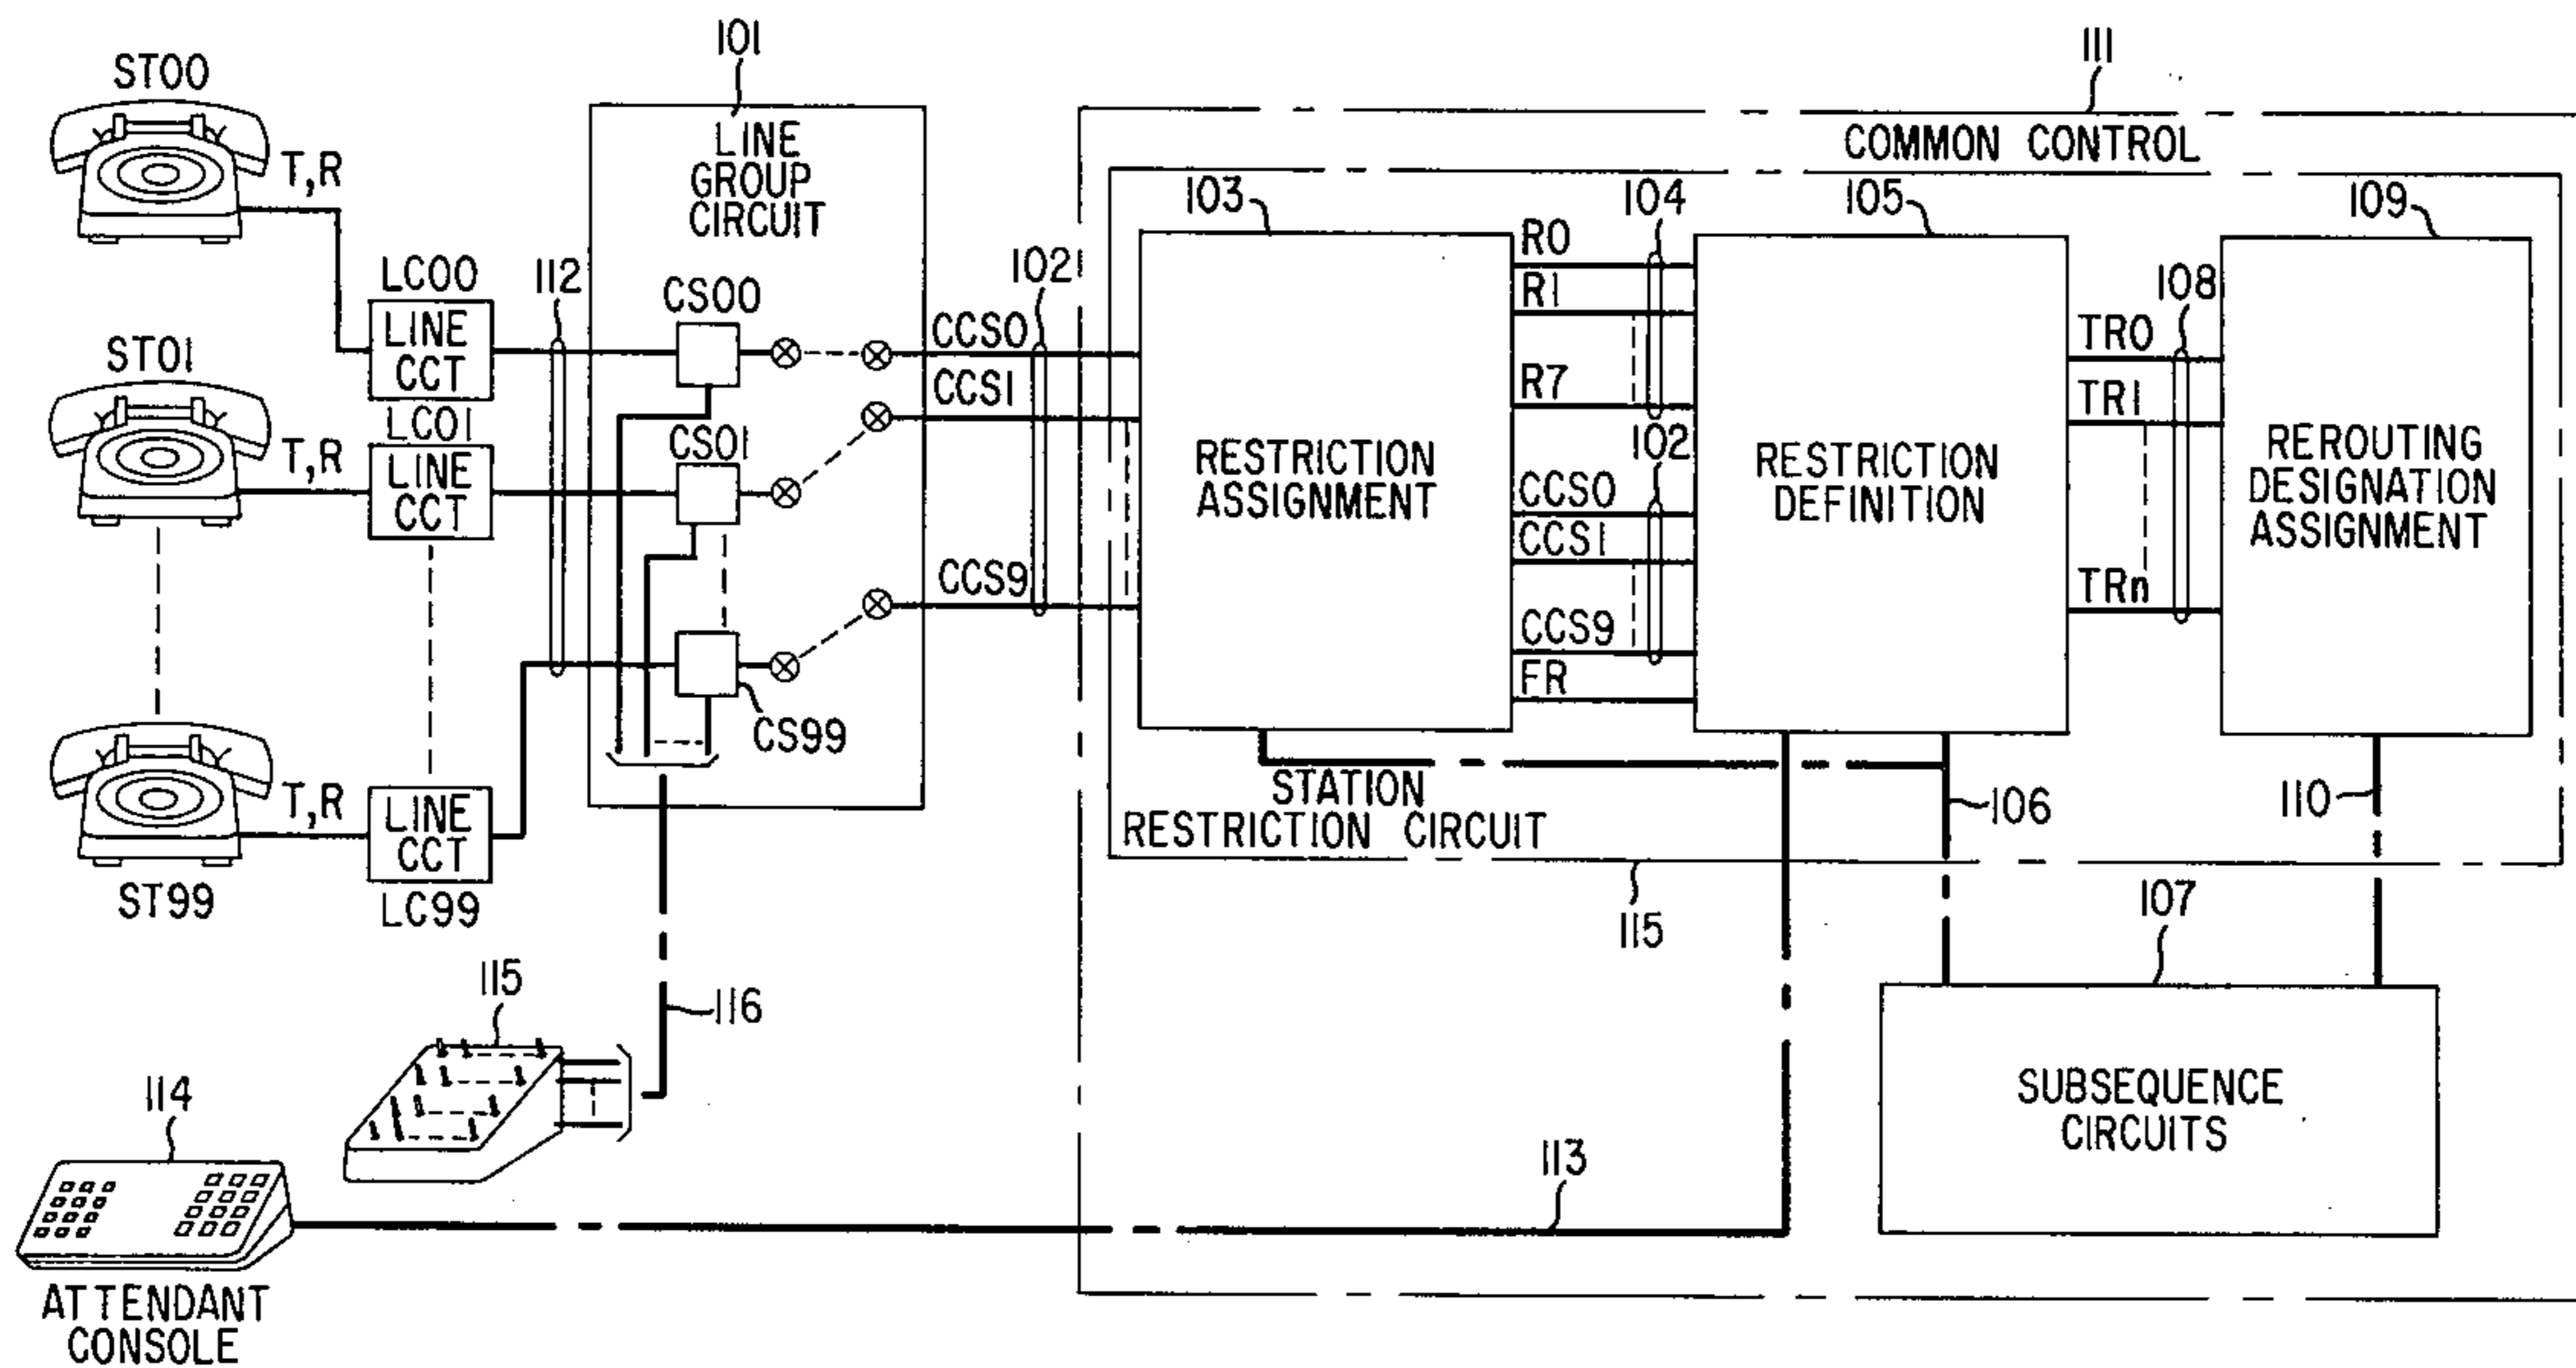 101
111
ST00
T,R
LINE
GROUP
CIRCUIT
COMMON CONTROL
103
104
105
109
R0
R1
R7
LC00
LINE
CCT
112
CS00
CCS0
102
CCS1
TR0
108
TR1
TRn
ST01
T,R
LC01
LINE
CCT
CS01
CCS9
RESTRICTION
ASSIGNMENT
102
CCS0
CCS1
CCS9
FR
RESTRICTION
DEFINITION
REROUTING
DESIGNATION
ASSIGNMENT
CS99
ST99
T,R
LINE
CCT
LC99
STATION
RESTRICTION CIRCUIT
106
110
115
107
115
116
114
113
SUBSEQUENCE
CIRCUITS
ATTENDANT
CONSOLE